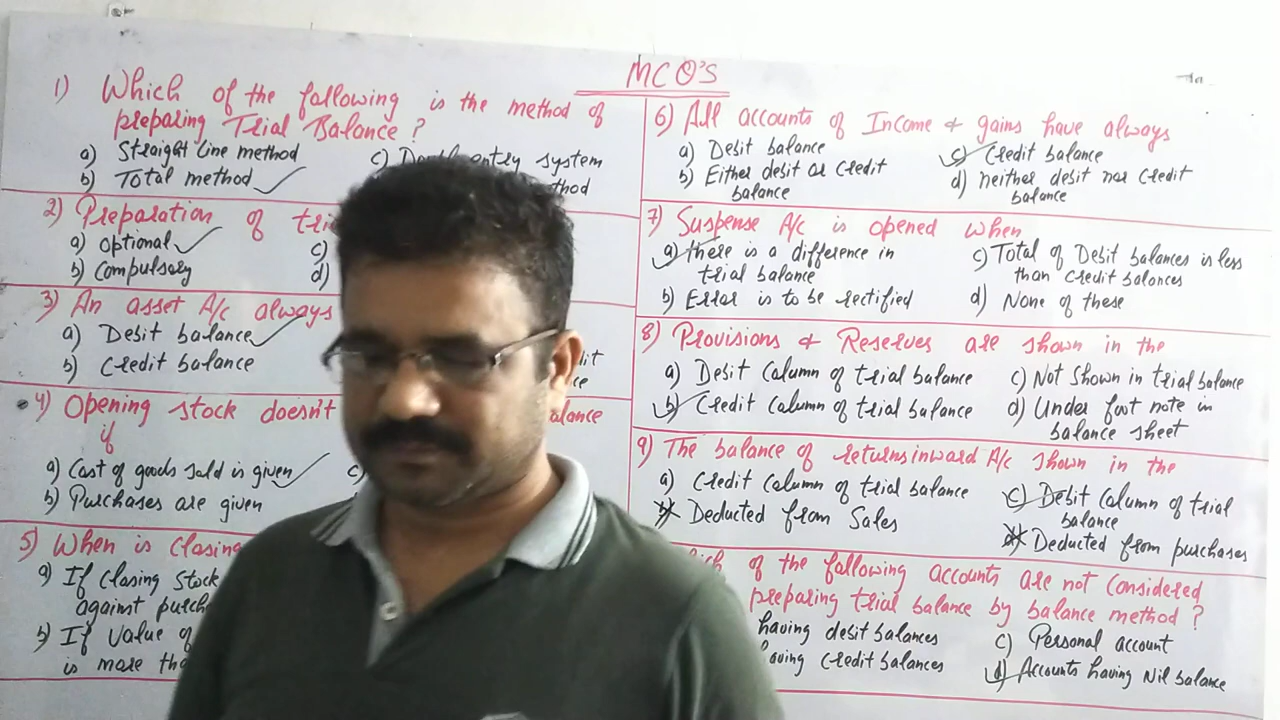 MCQ'S
1) Which of the following is the method of
preparing Trial Balance ?
a) Straight Line method
c) entry system
b) Total method
2) Preparation of
a) optional
c)
b) Compulsary
d)
3) An asset A/c always
a) Debit balance
b) Credit balance
4) Opening stock doesn't
if
a) Cost of goods sold is given
b) Purchases are given
5) When is closing
a) If closing stock
against
b) If value of
is more
6) All accounts of Income & gains have always
a) Debit balance
c) Credit balance
b) Either debit or credit
balance
d) neither debit nor credit
balance
7) Suspense A/c is opened when
a) there is a difference in
trial balance
c) Total of Debit balances is less
than credit balances
b) Error is to be rectified
d) None of these
8) Provisions & Reserves are shown in the
a) Debit Column of trial balance
c) Not Shown in trial balance
b) Credit Column of trial balance
d) Under foot note in
balance sheet
9) The balance of returns inward A/c shown in the
a) Credit Column of trial balance
c) Debit Column of trial
balance
Deducted from Sales
Deducted from purchases
of the following accounts are not considered
preparing trial balance by balance method ?
having debit balances
c) Personal account
credit balances
d) Accounts having Nil balance